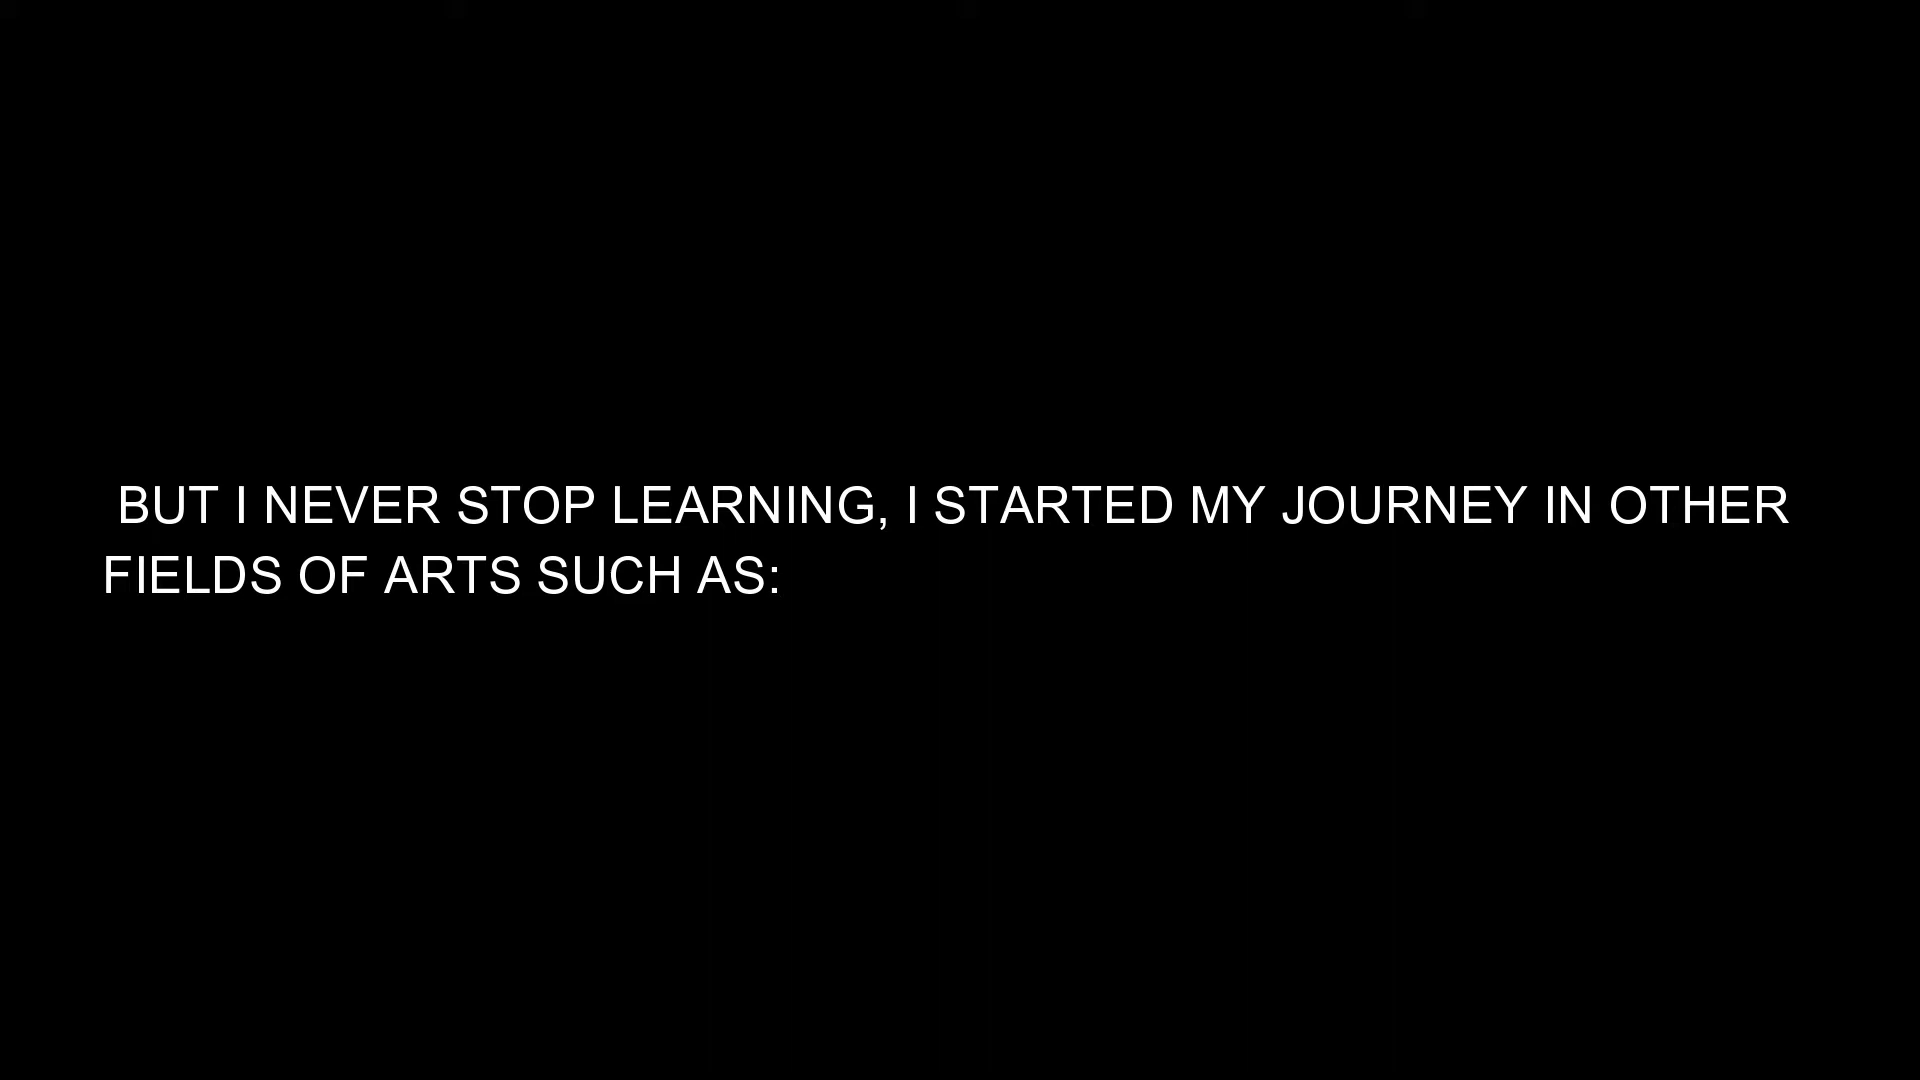 BUT I NEVER STOP LEARNING, I STARTED MY JOURNEY IN OTHER
FIELDS OF ARTS SUCH AS: